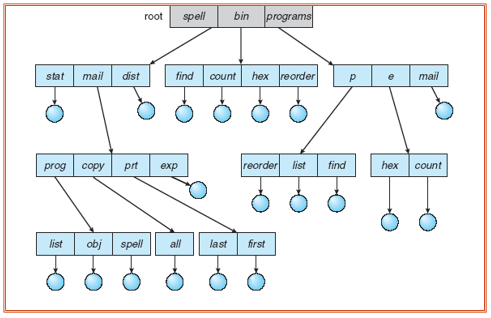 root spell bin programs
stat mail dist find count hex reorder p e mail
prog copy prt exp reorder list find hex count
list obj spell all last first